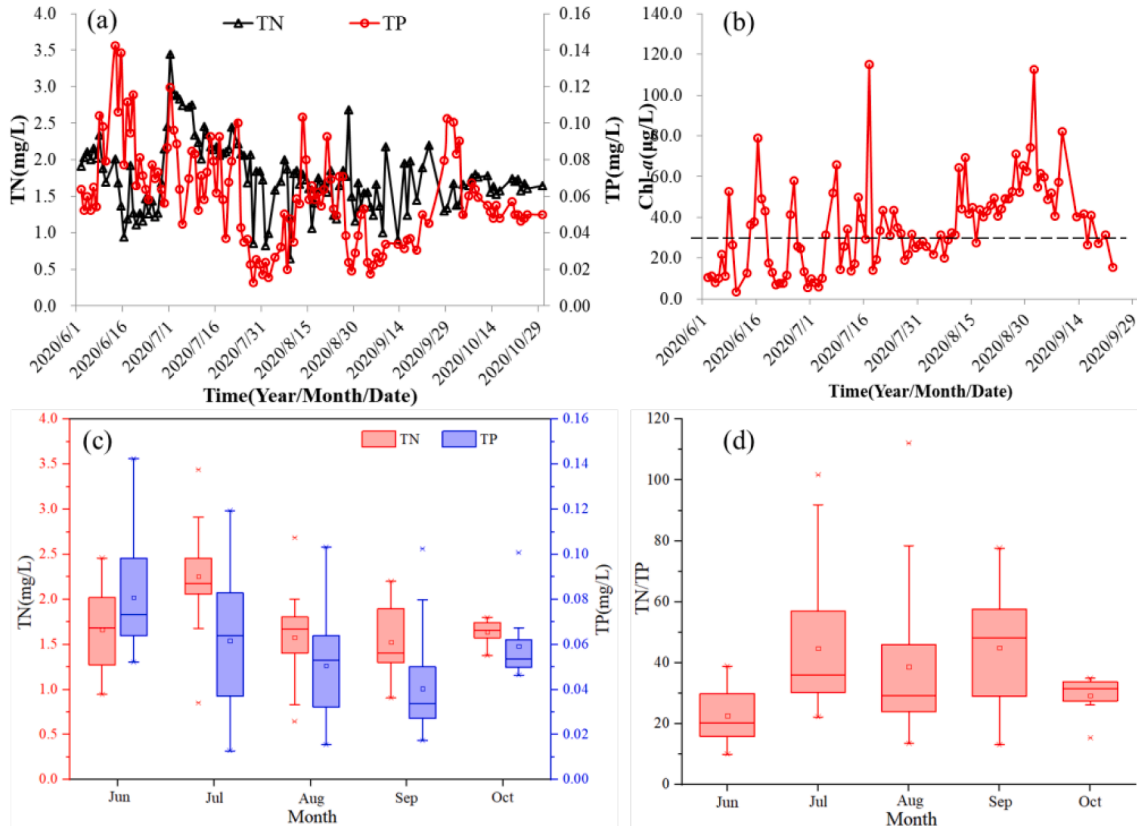 (a)
TN
TP
4.0
3.5
3.0
2.5
2.0
1.5
1.0
0.5
0.0
TN(mg/L)
0.16
0.14
0.12
0.10
0.08
0.06
0.04
0.02
0.00
TP(mg/L)
2020/6/1
2020/6/16
2020/7/1
2020/7/16
2020/7/31
2020/8/15
2020/8/30
2020/9/14
2020/9/29
2020/10/14
2020/10/29
Time(Year/Month/Date)
(b)
140.0
120.0
100.0
80.0
60.0
40.0
20.0
0.0
Chl a(μg/L)
2020/6/1
2020/6/16
2020/7/1
2020/7/16
2020/7/31
2020/8/15
2020/8/30
2020/9/14
2020/9/29
Time(Year/Month/Date)
(c)
TN
TP
4.0
3.5
3.0
2.5
2.0
1.5
1.0
0.5
0.0
TN(mg/L)
0.16
0.14
0.12
0.10
0.08
0.06
0.04
0.02
0.00
TP(mg/L)
Jun
Jul
Aug
Sep
Oct
Month
(d)
120
100
80
60
40
20
0
TN/TP
Jun
Jul
Aug
Sep
Oct
Month